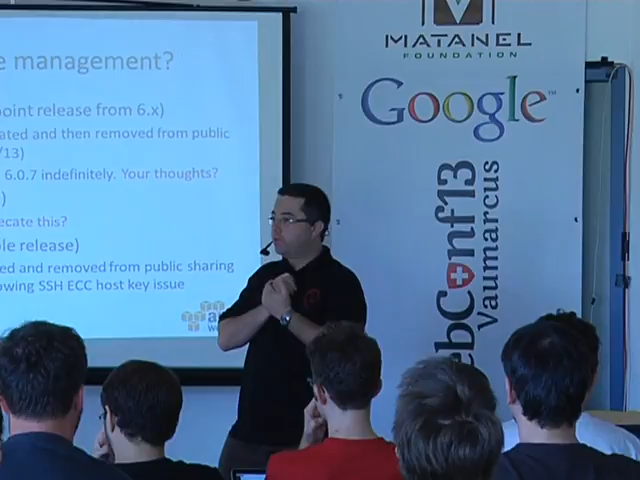 e management?
oint release from 6.x)
ated and then removed from public
/13)
6.0.7 indefinitely. Your thoughts?
)
ecate this?
le release)
ed and removed from public sharing
owing SSH ECC host key issue
MATANEL
FOUNDATION
Google
ebConf13
Vaumarcus